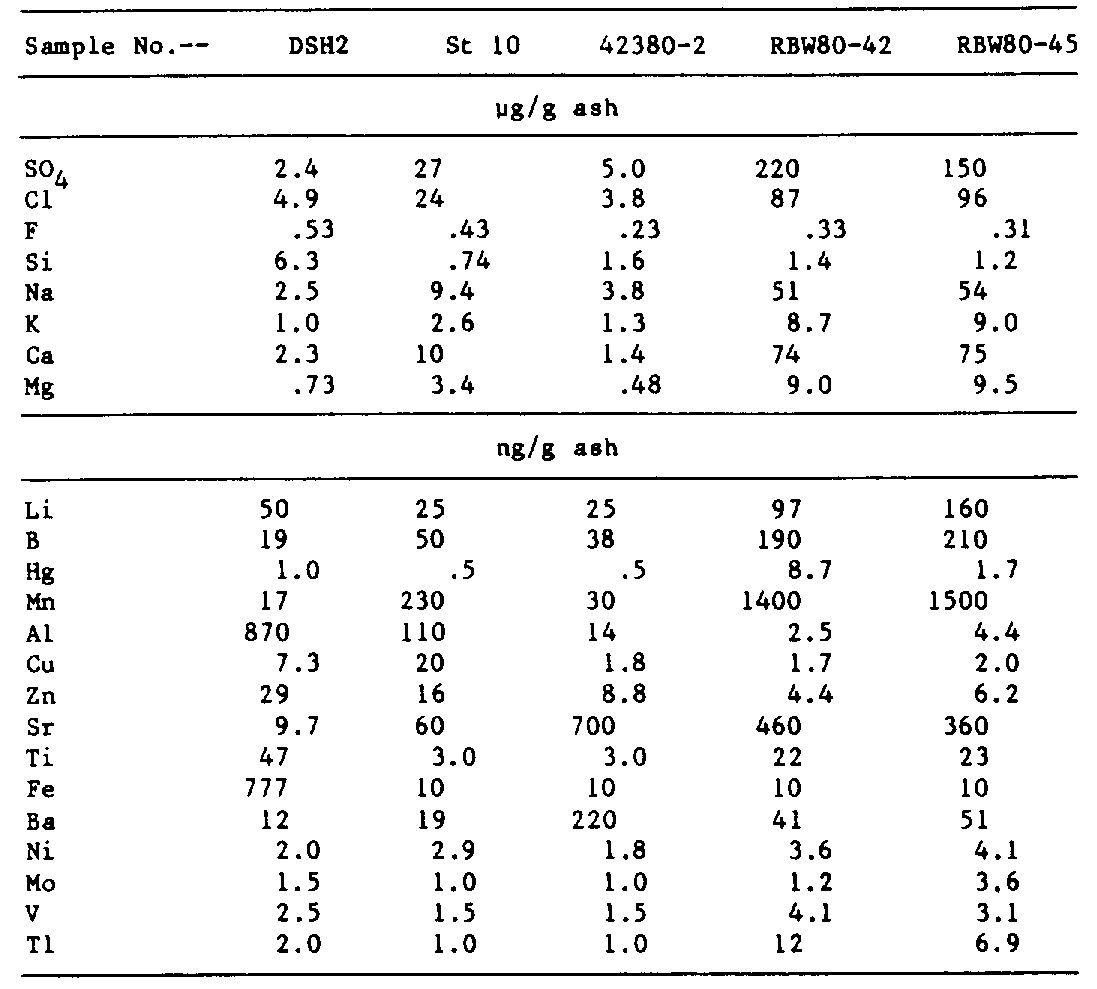 Sample No.-- DSH2 St 10 42380-2 RBW80-42 RBW80-45
µg/g ash
SO4 2.4 27 5.0 220 150
Cl 4.9 24 3.8 87 96
F .53 .43 .23 .33 .31
Si 6.3 .74 1.6 1.4 1.2
Na 2.5 9.4 3.8 51 54
K 1.0 2.6 1.3 8.7 9.0
Ca 2.3 10 1.4 74 75
Mg .73 3.4 .48 9.0 9.5
ng/g ash
Li 50 25 25 97 160
B 19 50 38 190 210
Hg 1.0 .5 .5 8.7 1.7
Mn 17 230 30 1400 1500
Al 870 110 14 2.5 4.4
Cu 7.3 20 1.8 1.7 2.0
Zn 29 16 8.8 4.4 6.2
Sr 9.7 60 700 460 360
Ti 47 3.0 3.0 22 23
Fe 777 10 10 10 10
Ba 12 19 220 41 51
Ni 2.0 2.9 1.8 3.6 4.1
Mo 1.5 1.0 1.0 1.2 3.6
V 2.5 1.5 1.5 4.1 3.1
Tl 2.0 1.0 1.0 12 6.9